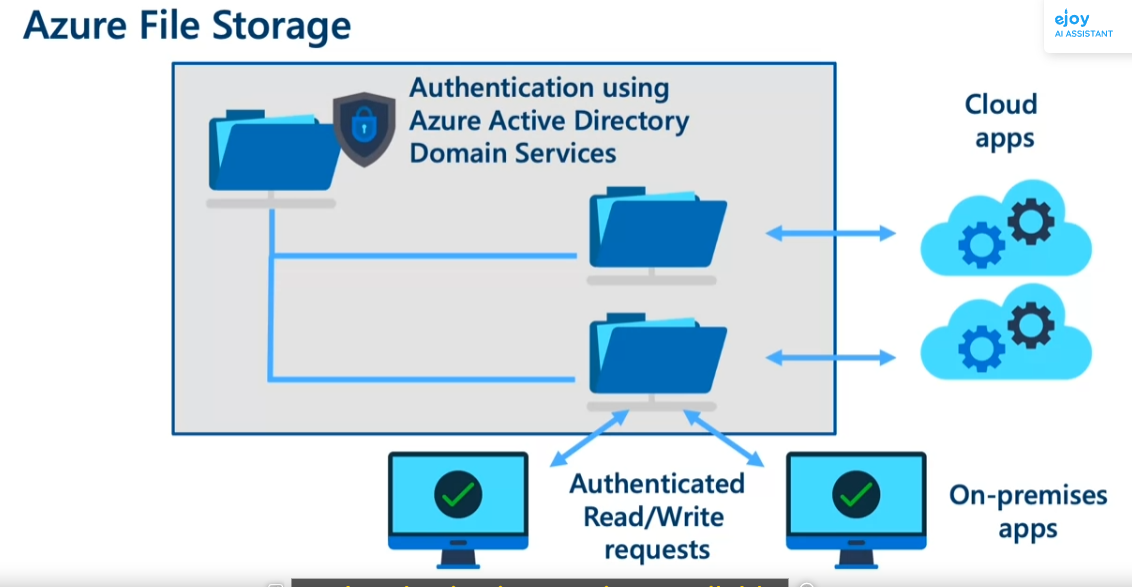 Azure File Storage
ejoy
AI ASSISTANT
Authentication using
Azure Active Directory
Domain Services
Cloud
apps
Authenticated
Read/Write
requests
On-premises
apps